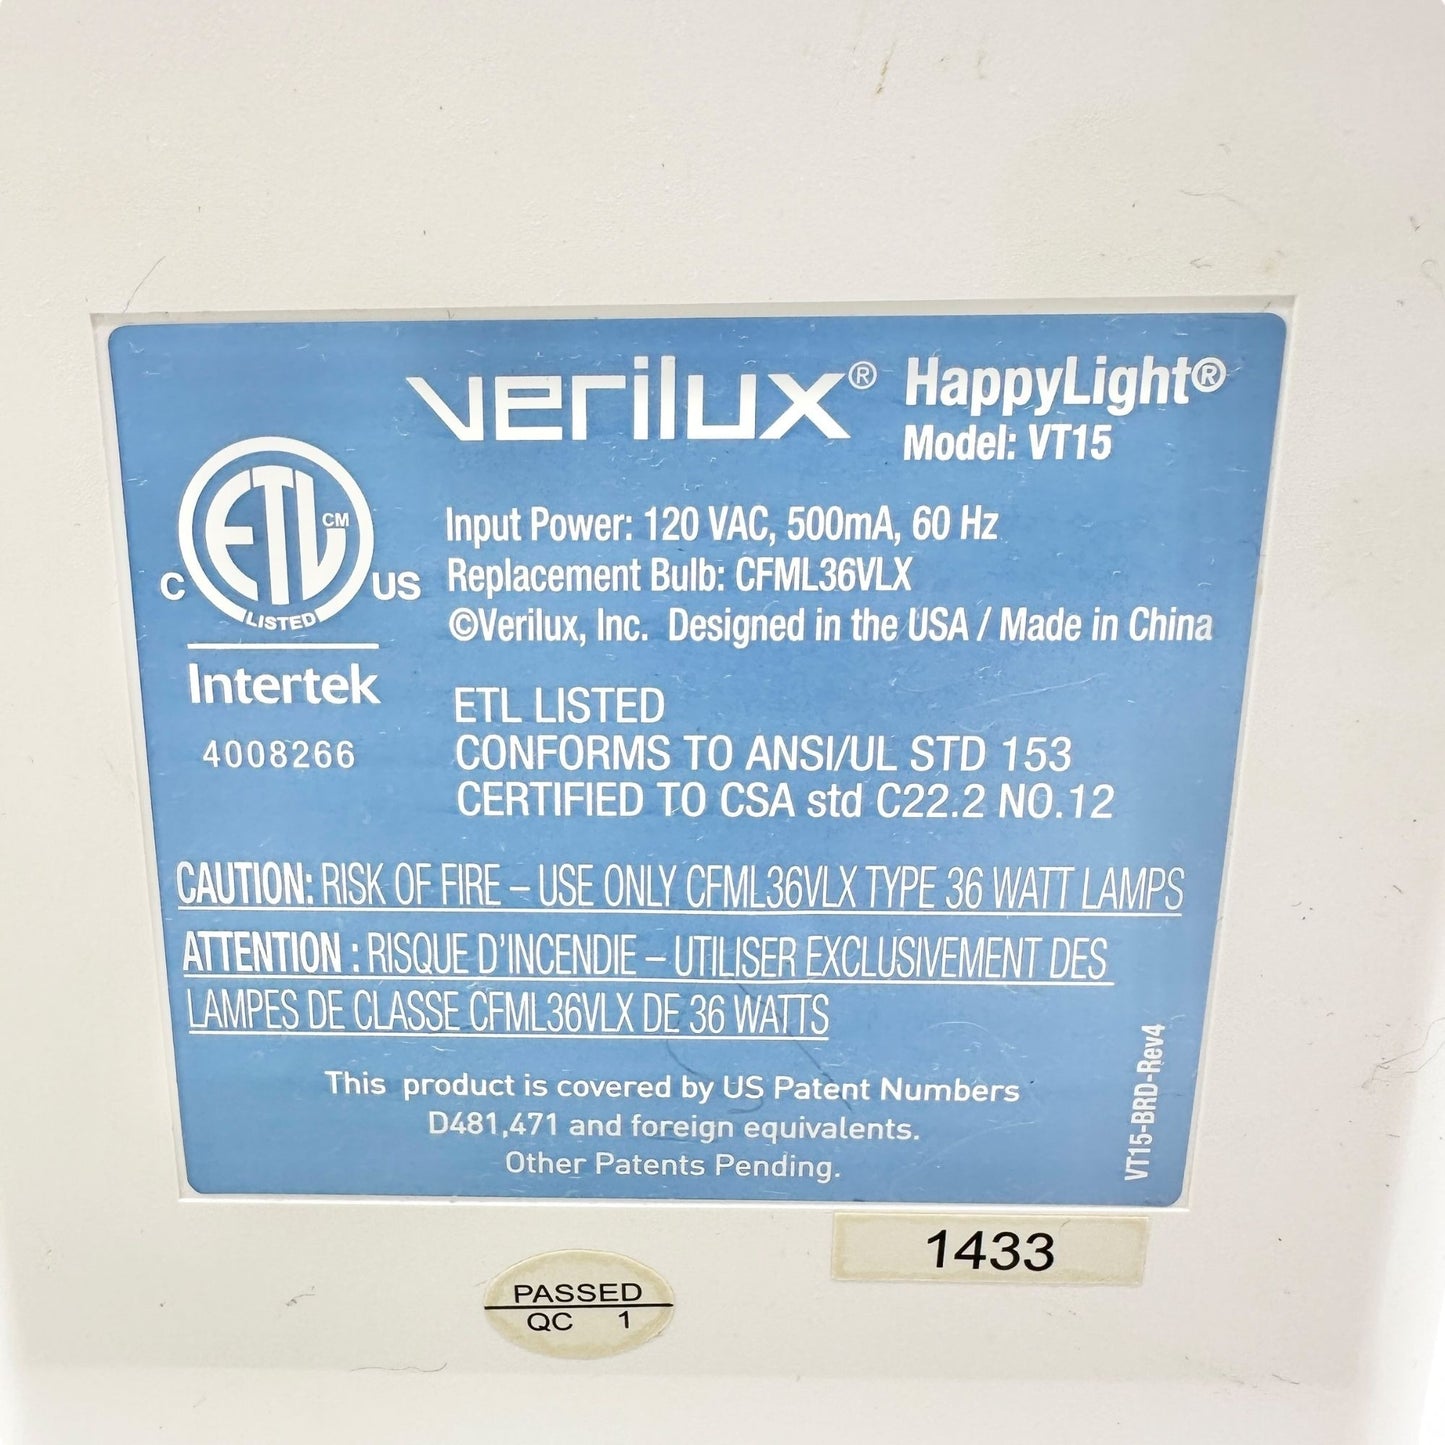 verilux® HappyLight®
Model: VT15
Input Power: 120 VAC, 500mA, 60 Hz
Replacement Bulb: CFML36VLX
©Verilux, Inc. Designed in the USA / Made in China
ETL CM
C US
LISTED
Intertek
4008266
ETL LISTED
CONFORMS TO ANSI/UL STD 153
CERTIFIED TO CSA std C22.2 NO.12
CAUTION: RISK OF FIRE – USE ONLY CFML36VLX TYPE 36 WATT LAMPS
ATTENTION : RISQUE D'INCENDIE – UTILISER EXCLUSIVEMENT DES
LAMPES DE CLASSE CFML36VLX DE 36 WATTS
This product is covered by US Patent Numbers
D481,471 and foreign equivalents.
Other Patents Pending.
VT15-BRD-Rev4
1433
PASSED
QC 1